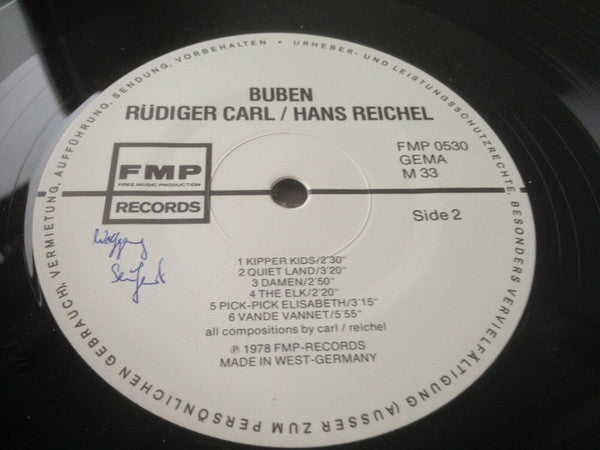 BUBEN
RÜDIGER CARL / HANS REICHEL
FMP
FREE MUSIC PRODUCTION
RECORDS
FMP 0530
GEMA
M 33
Side 2
Wolfgang
1 KIPPER KIDS/2'30"
2 QUIET LAND/3'20"
3 DAMEN/2'50"
4 THE ELK/2'20"
5 PICK-PICK ELISABETH/3'15"
6 VANDE VANNET/5'55"
all compositions by carl / reichel
℗ 1978 FMP-RECORDS
MADE IN WEST-GERMANY
• URHEBER- UND LEISTUNGSSCHUTZRECHTE, BESONDERS VERVIELFÄLTIGUNG (AUSSER ZUM PERSÖNLICHEN GEBRAUCH), VERMIETUNG, AUFFÜHRUNG, SENDUNG, VORBEHALTEN